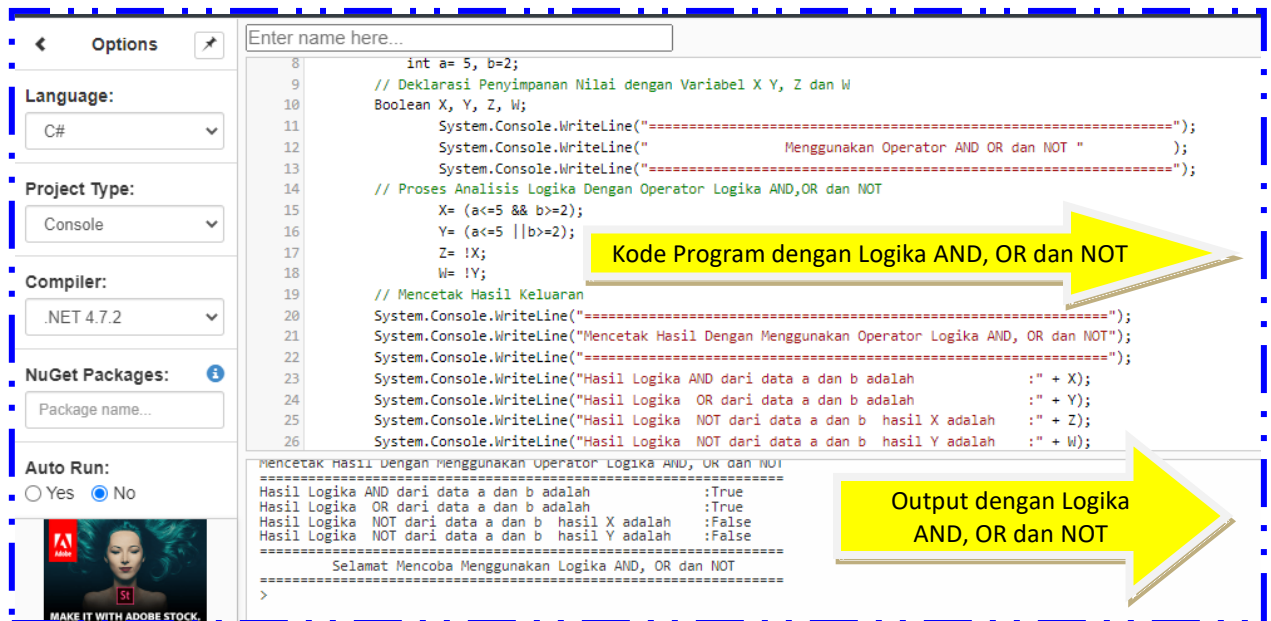 Options
Language:
C#
Project Type:
Console
Compiler:
.NET 4.7.2
NuGet Packages:
Package name...
Auto Run:
Yes No
Adobe
St
MAKE IT WITH ADOBE STOCK.
Enter name here...
8 int a= 5, b=2;
9 // Deklarasi Penyimpanan Nilai dengan Variabel X Y, Z dan W
10 Boolean X, Y, Z, W;
11 System.Console.WriteLine("=================================================================");
12 System.Console.WriteLine(" Menggunakan Operator AND OR dan NOT " );
13 System.Console.WriteLine("=================================================================");
14 // Proses Analisis Logika Dengan Operator Logika AND,OR dan NOT
15 X= (a<=5 && b>=2);
16 Y= (a<=5 ||b>=2);
17 Z= !X;
18 W= !Y;
19 // Mencetak Hasil Keluaran
20 System.Console.WriteLine("=================================================================");
21 System.Console.WriteLine("Mencetak Hasil Dengan Menggunakan Operator Logika AND, OR dan NOT");
22 System.Console.WriteLine("=================================================================");
23 System.Console.WriteLine("Hasil Logika AND dari data a dan b adalah :" + X);
24 System.Console.WriteLine("Hasil Logika OR dari data a dan b adalah :" + Y);
25 System.Console.WriteLine("Hasil Logika NOT dari data a dan b hasil X adalah :" + Z);
26 System.Console.WriteLine("Hasil Logika NOT dari data a dan b hasil Y adalah :" + W);
Kode Program dengan Logika AND, OR dan NOT
Mencetak Hasil Dengan Menggunakan Operator Logika AND, OR dan NOT
=================================================================
Hasil Logika AND dari data a dan b adalah :True
Hasil Logika OR dari data a dan b adalah :True
Hasil Logika NOT dari data a dan b hasil X adalah :False
Hasil Logika NOT dari data a dan b hasil Y adalah :False
=================================================================
Selamat Mencoba Menggunakan Logika AND, OR dan NOT
=================================================================
>
Output dengan Logika
AND, OR dan NOT